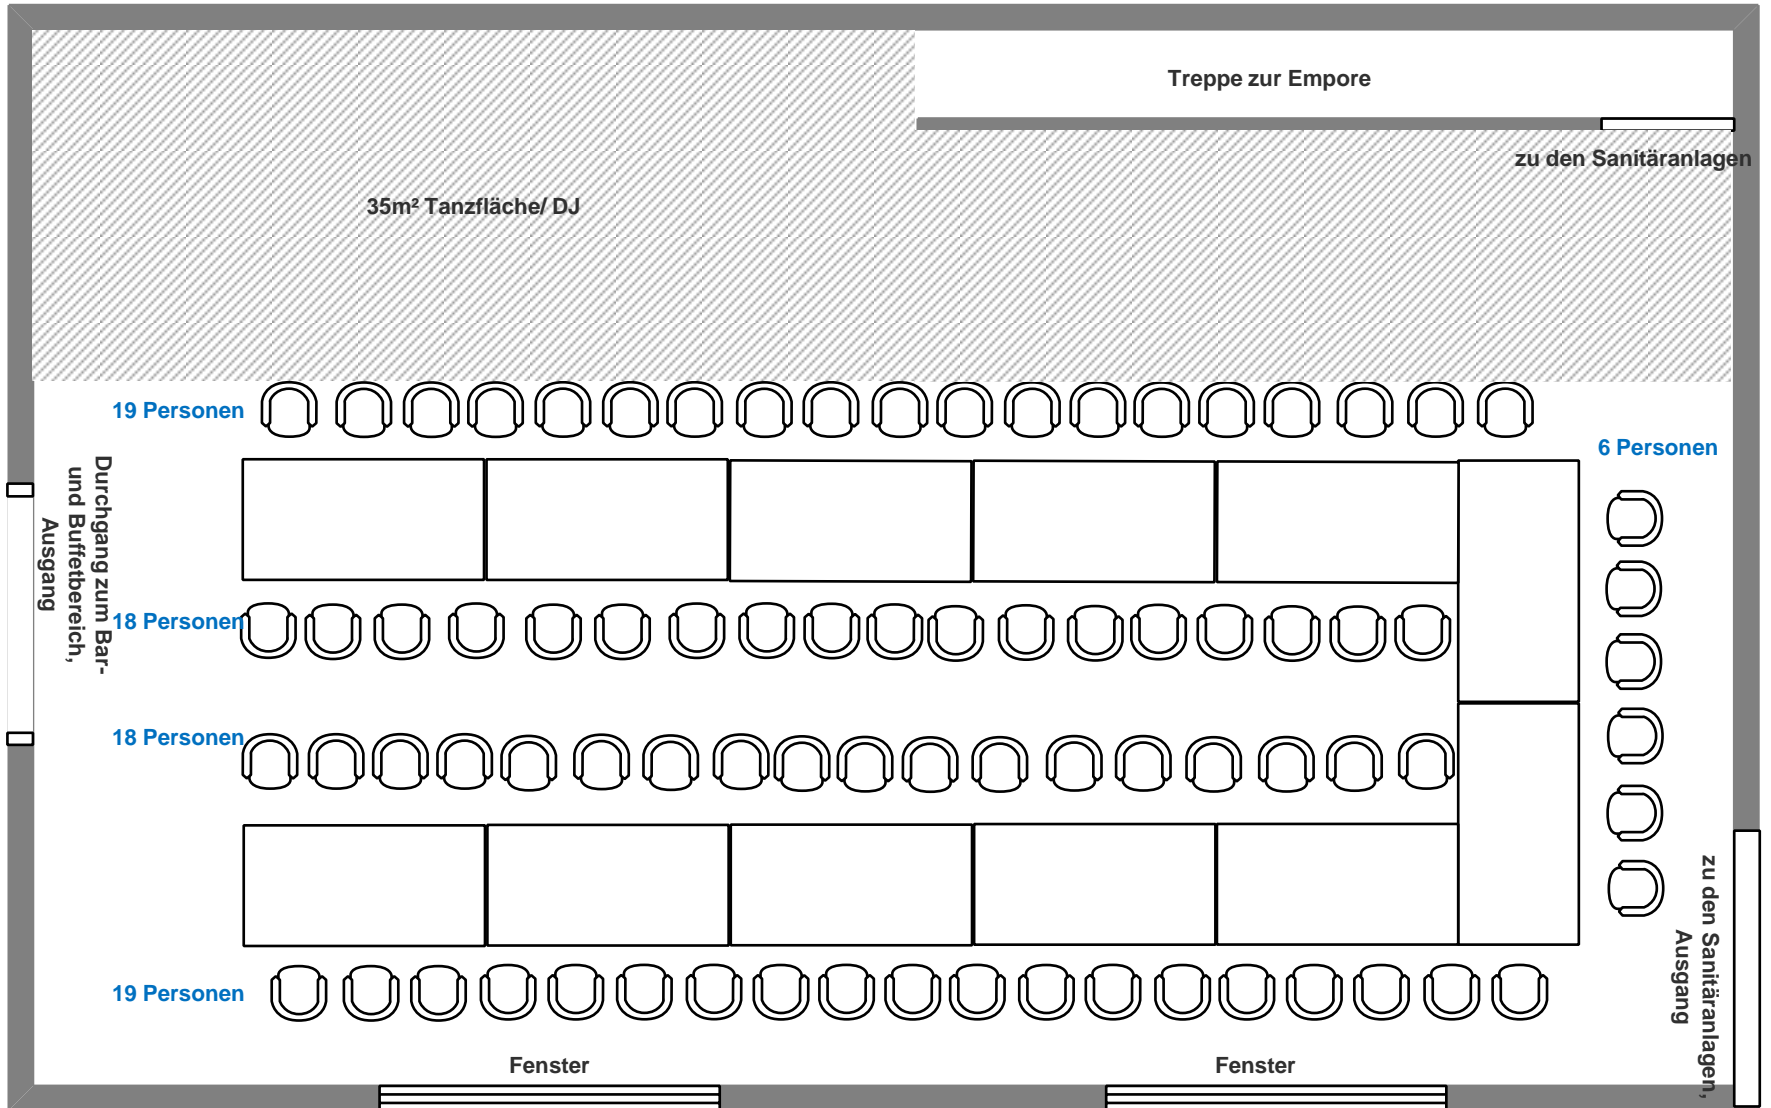 Treppe zur Empore
zu den Sanitäranlagen
35m² Tanzfläche/ DJ
19 Personen
6 Personen
Durchgang zum Bar-
und Buffetbereich,
Ausgang
18 Personen
18 Personen
zu den Sanitäranlagen,
Ausgang
19 Personen
Fenster
Fenster